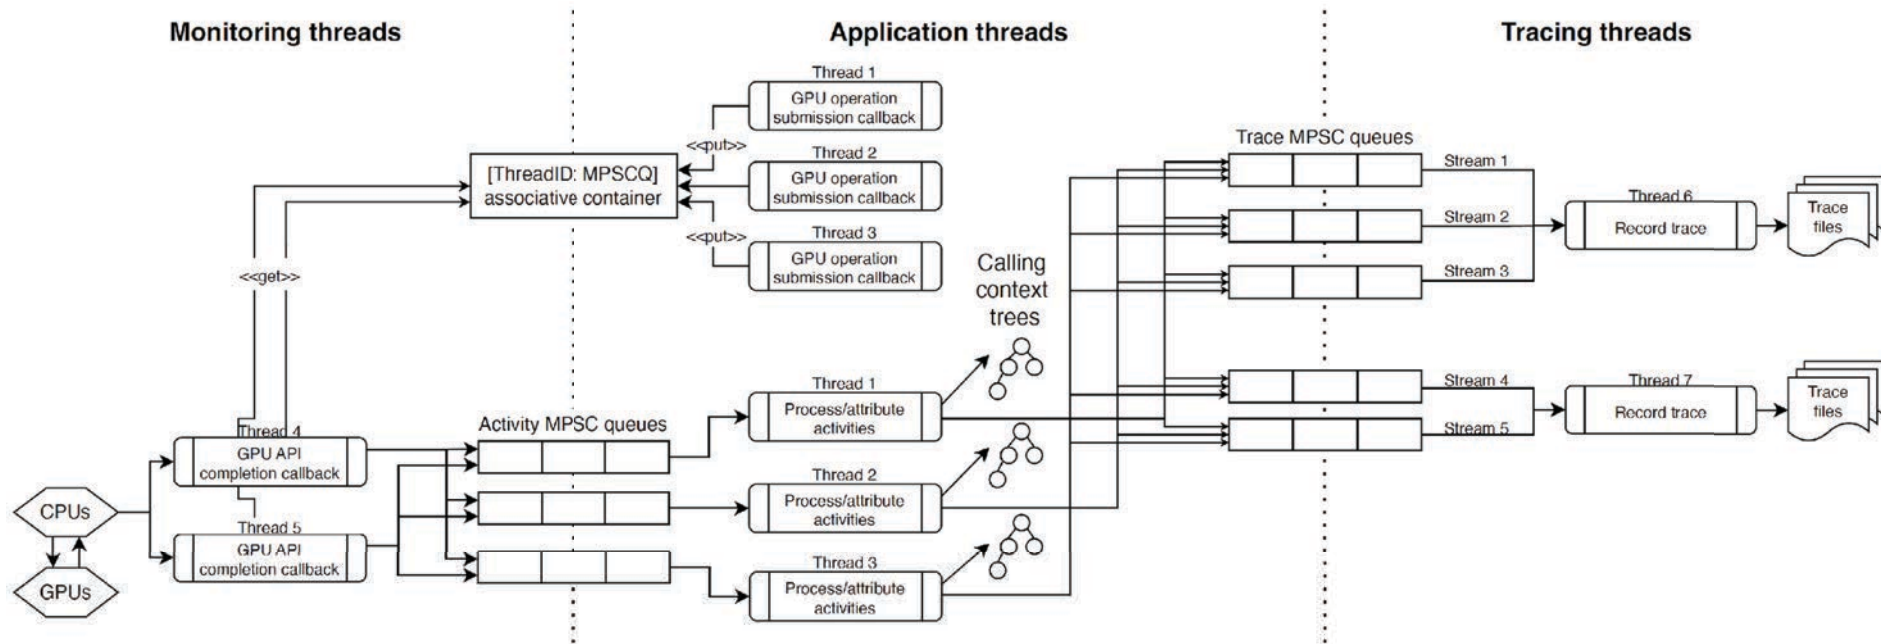 Monitoring threads
Application threads
Tracing threads
Thread 1
GPU operation
submission callback
<<put>>
Thread 2
GPU operation
submission callback
[ThreadID: MPSCQ]
associative container
<<put>>
Thread 3
GPU operation
submission callback
<<get>>
Trace MPSC queues
Stream 1
Stream 2
Stream 3
Thread 6
Record trace
Trace
files
Calling
context
trees
Stream 4
Stream 5
Thread 7
Record trace
Trace
files
Thread 4
GPU API
completion callback
Activity MPSC queues
Thread 1
Process/attribute
activities
Thread 2
Process/attribute
activities
Thread 3
Process/attribute
activities
CPUs
Thread 5
GPU API
completion callback
GPUs